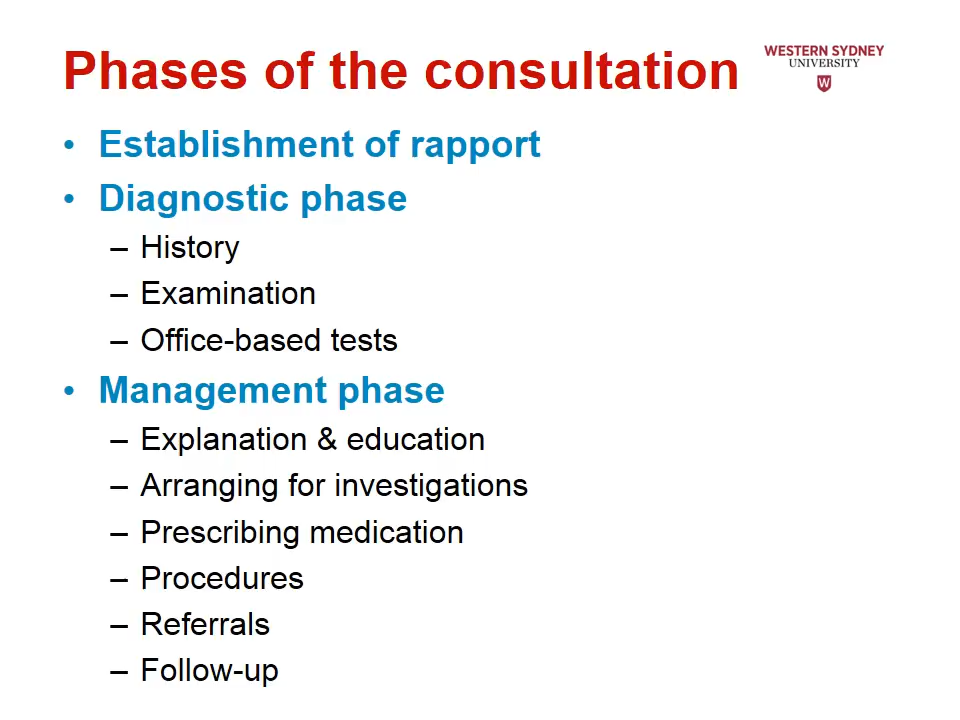 Phases of the consultation
WESTERN SYDNEY
UNIVERSITY
W
• Establishment of rapport
• Diagnostic phase
– History
– Examination
– Office-based tests
• Management phase
– Explanation & education
– Arranging for investigations
– Prescribing medication
– Procedures
– Referrals
– Follow-up